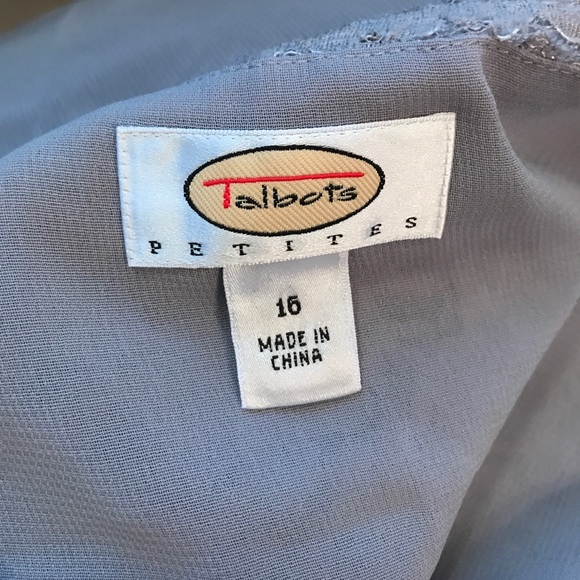 Talbots
PETITES
16
MADE IN
CHINA